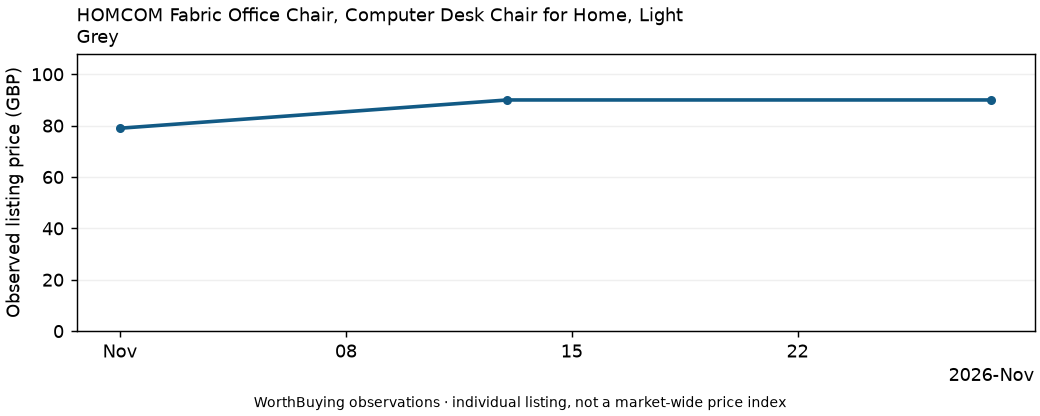 HOMCOM Fabric Office Chair, Computer Desk Chair for Home, Light
Grey
Observed listing price (GBP)
100
80
60
40
20
0
Nov
08
15
22
2026-Nov
WorthBuying observations · individual listing, not a market-wide price index